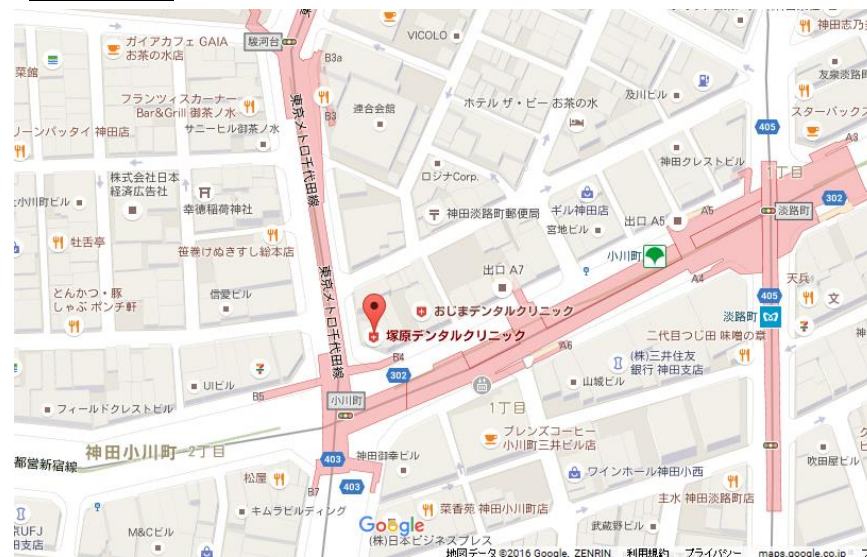 ガイアカフェ GAIA
お茶の水店
駿河台
VICOLO
B3a
菜館
フランツィスカーナー
Bar&Grill 御茶ノ水
サニーヒル御茶ノ水
B3
連合会館
ホテル ザ・ビー お茶の水
及川ビル
友泉淡路町
スターバックス
リーンバッタイ 神田店
東京メトロ千代田線
405
A3
株式会社日本
経済広告社
ロジナCorp.
神田クレストビル
1丁目
302
小川町ビル
幸徳稲荷神社
神田淡路町郵便局
ギル神田店
宮地ビル
出口 A5
A5
淡路町
牡舌亭
笹巻けぬきすし総本店
小川町
A4
出口 A7
天兵
とんかつ・豚
しゃぶ ポンチ軒
信愛ビル
東京メトロ千代田線
おじまデンタルクリニック
塚原デンタルクリニック
405
淡路町
二代目つじ田 味噌の章
A6
B4
302
(株)三井住友
銀行 神田支店
UIビル
B5
小川町
山城ビル
フィールドクレストビル
1丁目
神田小川町 2丁目
都営新宿線
ブレンズコーヒー
小川町三井ビル店
403
神田御幸ビル
ワインホール神田小西
吹田屋ビル
松屋
B7
403
キムラビルディング
菜香苑 神田小川町店
主水 神田淡路町店
M&Cビル
Google
(株)日本ビジネスプレス
武蔵野ビル
地図データ ©2016 Google, ZENRIN 利用規約 プライバシー maps.google.co.jp